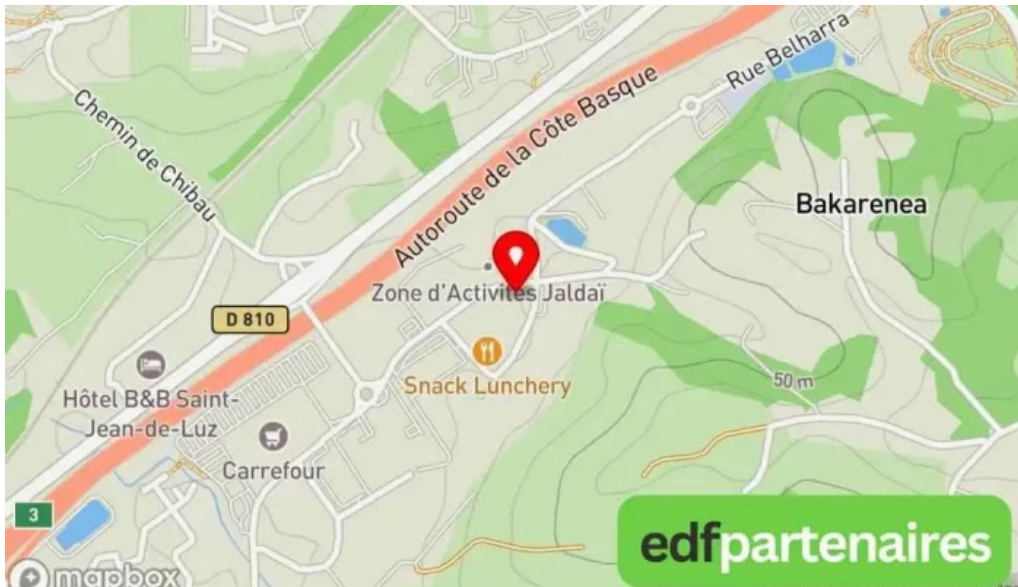 Rue Belharra
Chemin de Chibau
Autoroute de la Côte Basque
Bakarenea
Zone d'Activités Jaldaï
D 810
Snack Lunchery
50 m
Hôtel B&B Saint-
Jean-de-Luz
Carrefour
3
edfpartenaires
mapbox